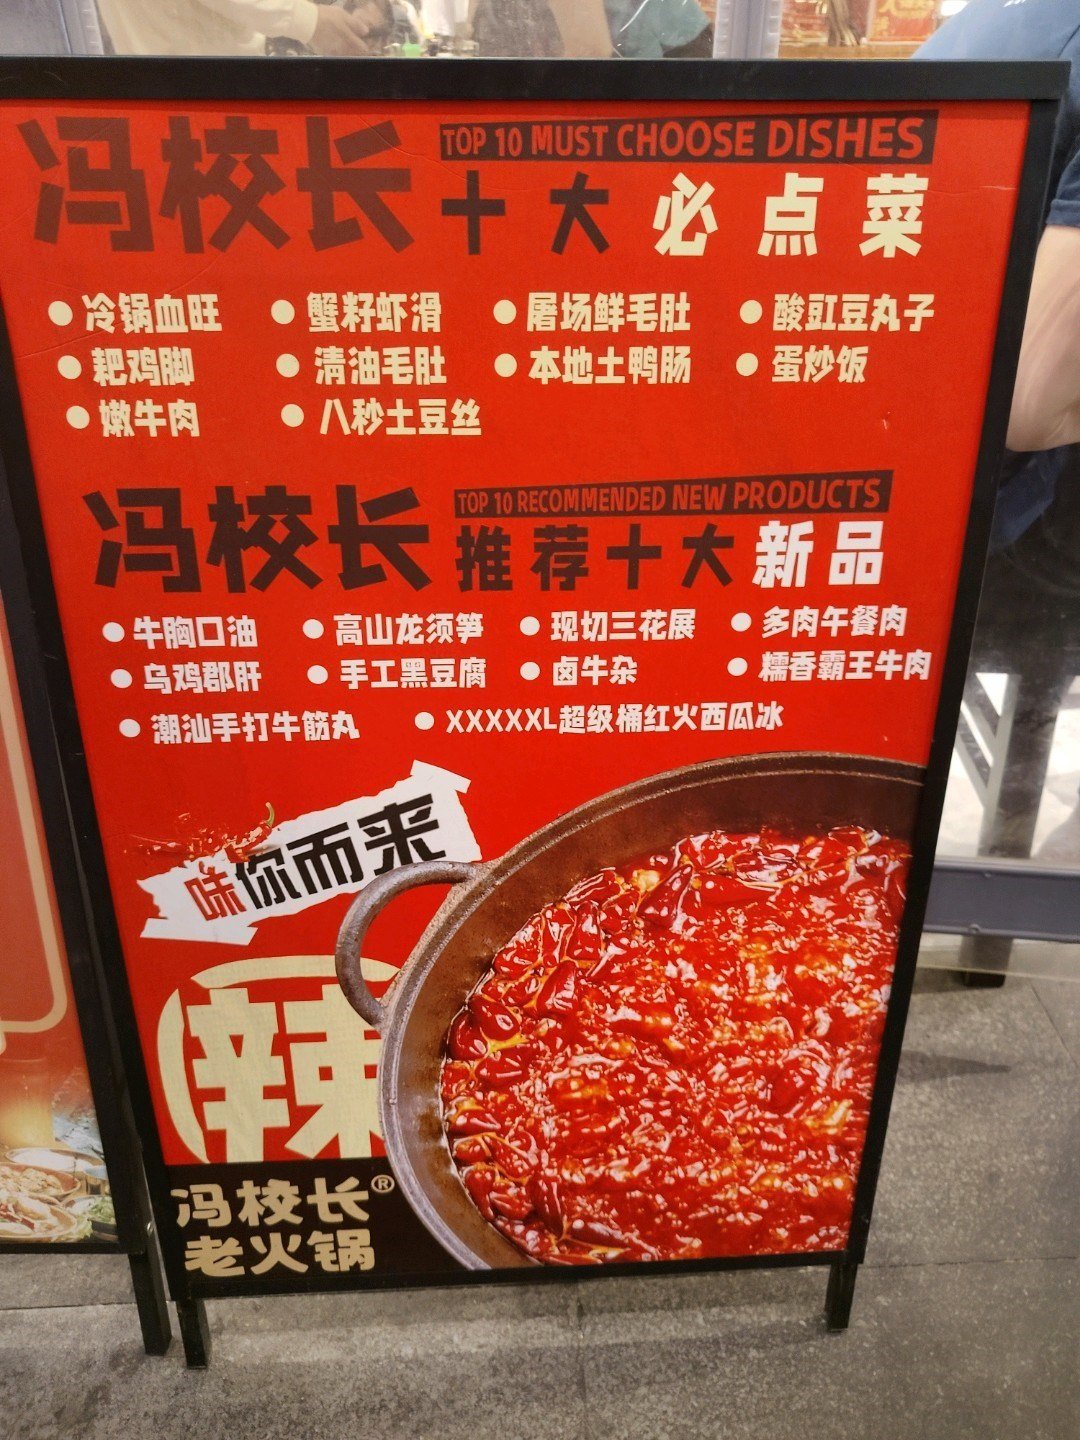 冯校长
TOP 10 MUST CHOOSE DISHES
十大必点菜
●冷锅血旺 ●蟹籽虾滑 ●屠场鲜毛肚 ●酸豇豆丸子
●耙鸡脚 ●清油毛肚 ●本地土鸭肠 ●蛋炒饭
●嫩牛肉 ●八秒土豆丝
冯校长
TOP 10 RECOMMENDED NEW PRODUCTS
推荐十大新品
●牛胸口油 ●高山龙须笋 ●现切三花展 ●多肉午餐肉
●乌鸡郡肝 ●手工黑豆腐 ●卤牛杂 ●糯香霸王牛肉
●潮汕手打牛筋丸 ●XXXXXL超级桶红火西瓜冰
味你而来
辣
冯校长®
老火锅